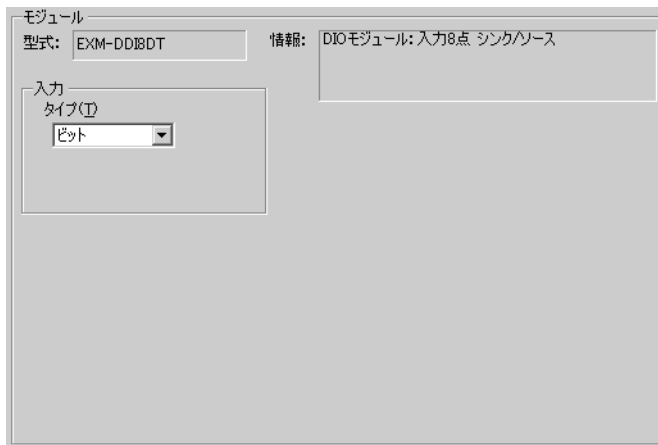 モジュール
型式: EXM-DDI8DT
情報: DIOモジュール: 入力8点 シンク/ソース
入力
タイプ(T)
ビット